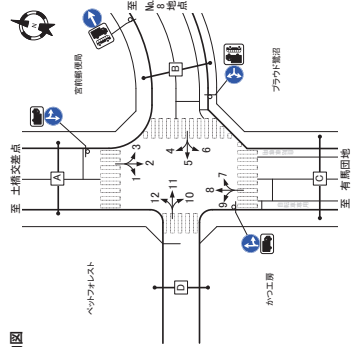 図
至 土橋交差点
至 No.8 地点
宮前郵便局
ペットフォレスト
プラウド鷺沼
かつ工房
至 有馬団地
A
B
C
D
1
2
3
4
5
6
7
8
9
10
11
12